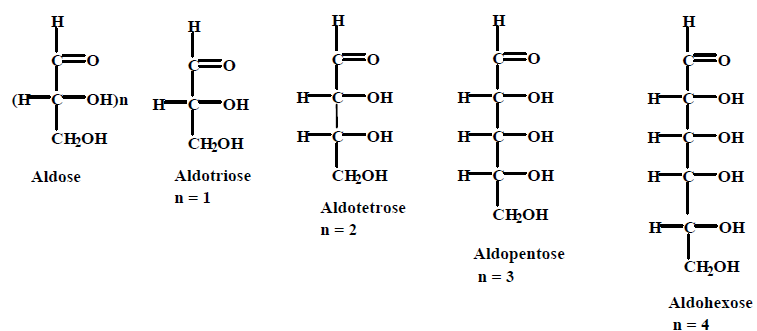 H
C O
(H C OH)n
CH2OH
Aldose
H
C O
H C OH
CH2OH
Aldotriose
n = 1
H
C O
H C OH
H C OH
CH2OH
Aldotetrose
n = 2
H
C O
H C OH
H C OH
H C OH
CH2OH
Aldopentose
n = 3
H
C O
H C OH
H C OH
H C OH
H C OH
CH2OH
Aldohexose
n = 4